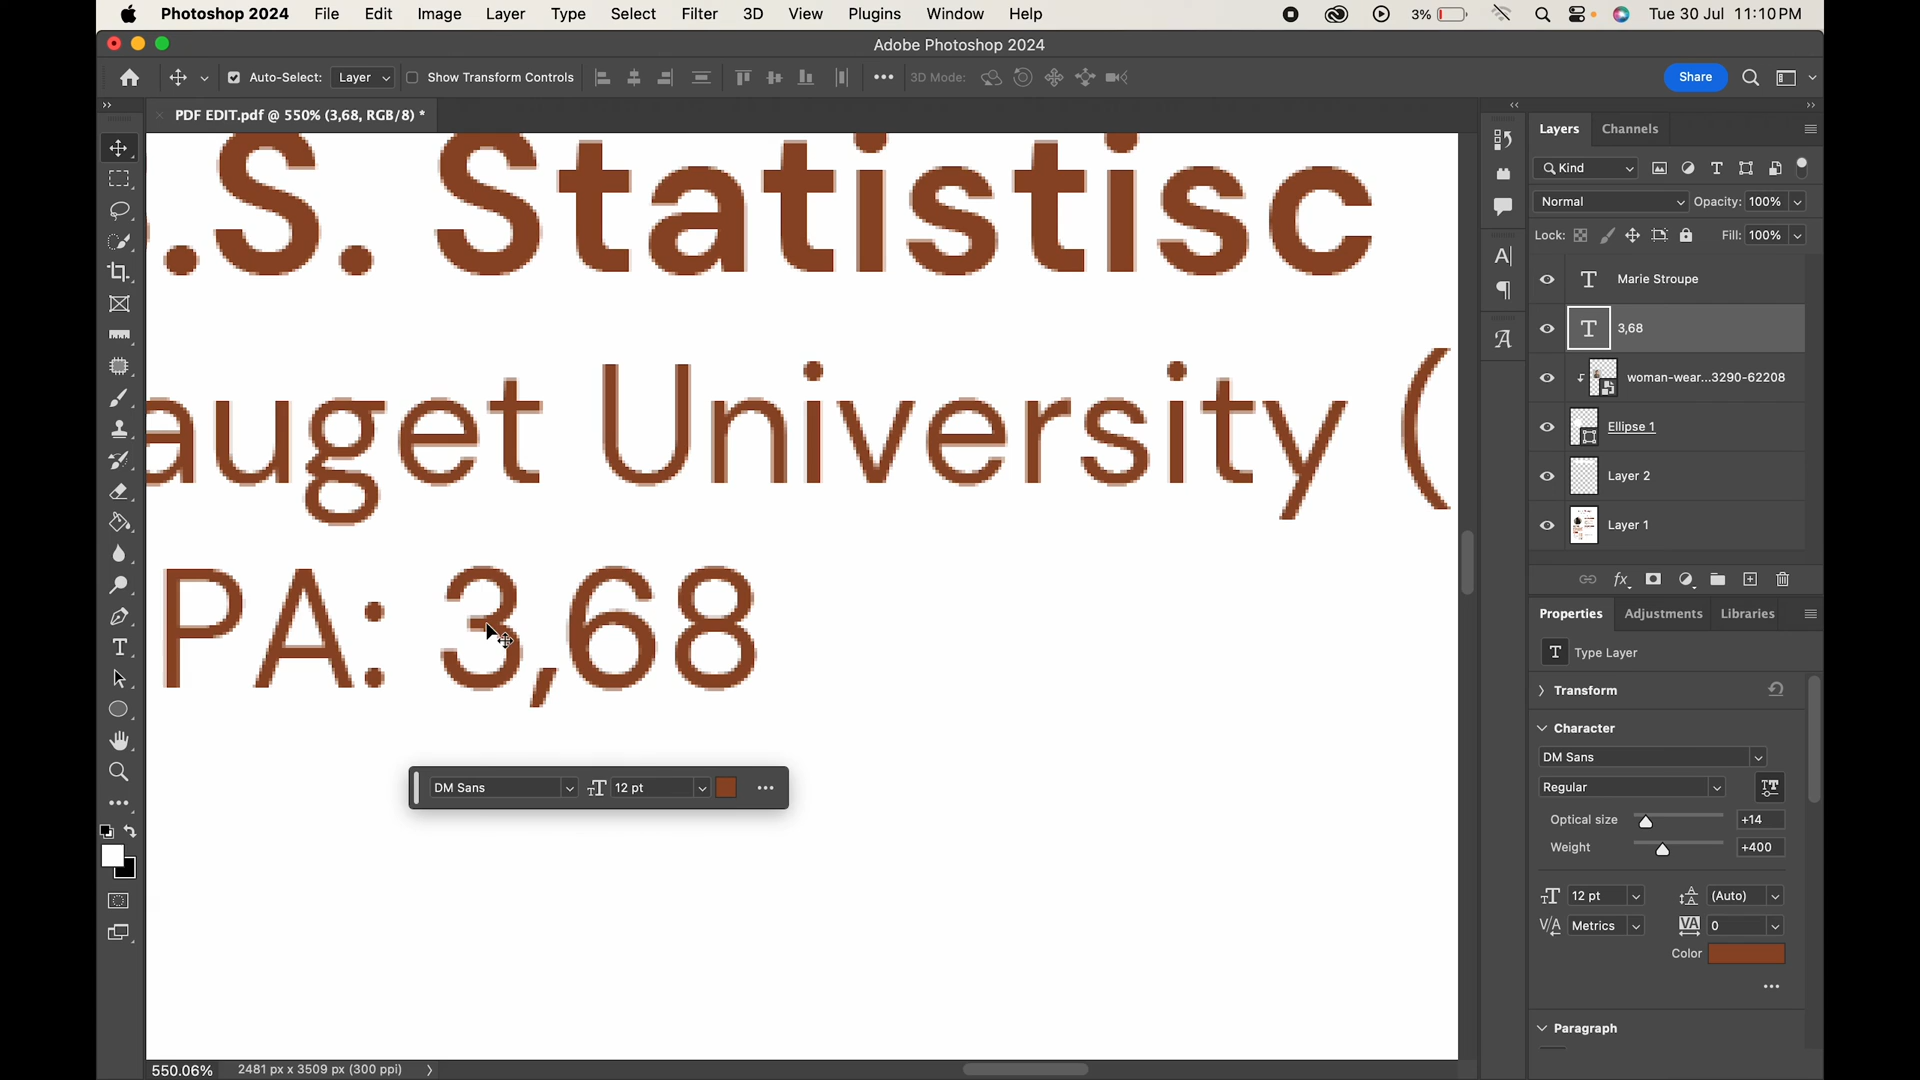 Photoshop 2024 File Edit Image Layer Type Select Filter 3D View Plugins Window Help 3% Tue 30 Jul 11:10 PM
Adobe Photoshop 2024
Auto-Select: Layer Show Transform Controls 3D Mode: Share
PDF EDIT.pdf @ 550% (3,68, RGB/8) *
.S. Statistisc
auget University (
PA: 3,68
DM Sans 12 pt
550.06% 2481 px x 3509 px (300 ppi)
Layers Channels
Kind
Normal Opacity: 100%
Lock: Fill: 100%
Marie Stroupe
3,68
woman-wear...3290-62208
Ellipse 1
Layer 2
Layer 1
fx
Properties Adjustments Libraries
Type Layer
Transform
Character
DM Sans
Regular
Optical size +14
Weight +400
12 pt (Auto)
Metrics 0
Color
Paragraph